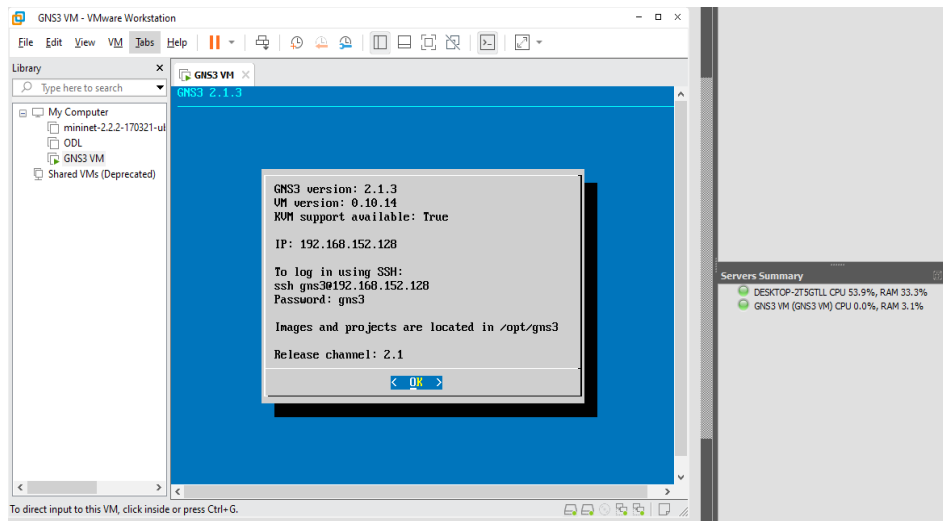 GNS3 VM - VMware Workstation
File Edit View VM Tabs Help
Library
Type here to search
My Computer
mininet-2.2.2-170321-ul
ODL
GNS3 VM
Shared VMs (Deprecated)
GNS3 VM
GNS3 2.1.3
GNS3 version: 2.1.3
VM version: 0.10.14
KVM support available: True
IP: 192.168.152.128
To log in using SSH:
ssh gns3@192.168.152.128
Password: gns3
Images and projects are located in /opt/gns3
Release channel: 2.1
< OK >
To direct input to this VM, click inside or press Ctrl+G.
Servers Summary
DESKTOP-ZT5GTLL CPU 53.9%, RAM 33.3%
GNS3 VM (GNS3 VM) CPU 0.0%, RAM 3.1%